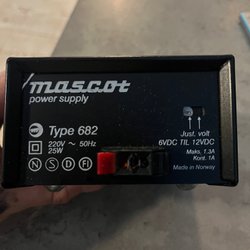 mascot
power supply
Type 682
220V ~ 50Hz
25W
N S D FI
Just. volt
6VDC TIL 12VDC
Maks. 1.3A
Kont. 1A
Made in Norway